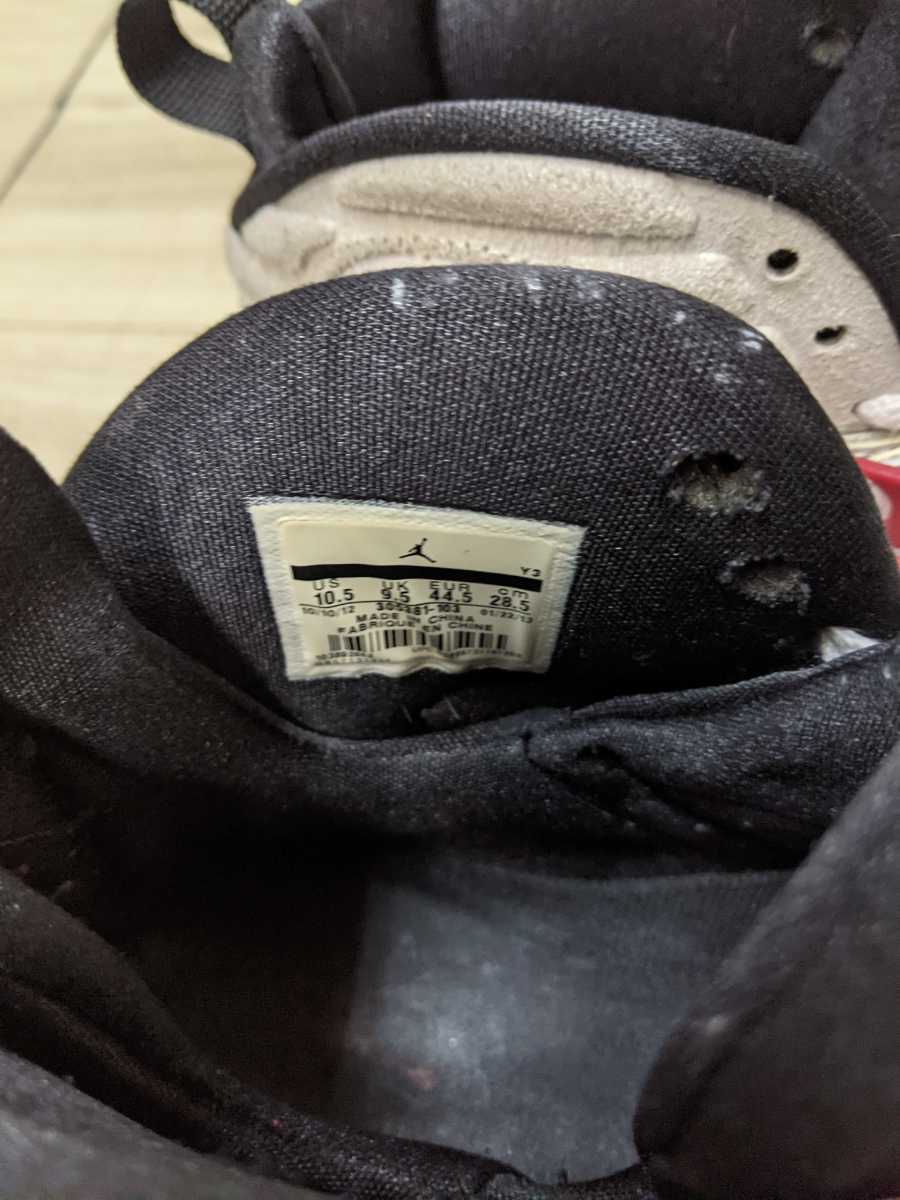 Y3
US UK EUR cm
10.5 9.5 44.5 28.5
10/10/12 305381-103 01/22/13
MADE IN CHINA
FABRIQUE EN CHINE